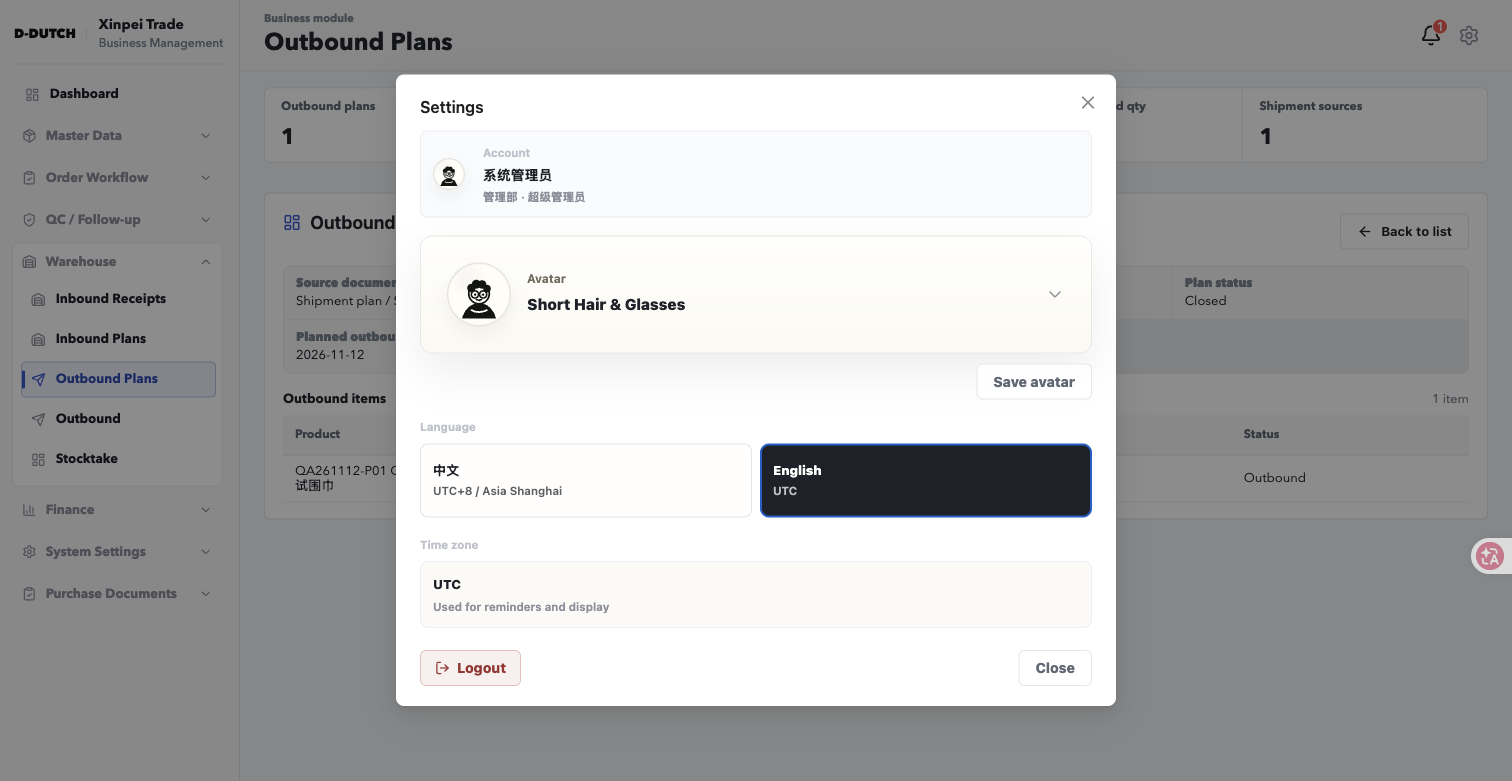 D-DUTCH
Xinpei Trade
Business Management
Dashboard
Master Data
Order Workflow
QC / Follow-up
Warehouse
Inbound Receipts
Inbound Plans
Outbound Plans
Outbound
Stocktake
Finance
System Settings
Purchase Documents
Business module
Outbound Plans
1
Outbound plans
1
d qty
Shipment sources
1
Outbound
Back to list
Source documen
Shipment plan / S
Plan status
Closed
Planned outbou
2026-11-12
Outbound items
1 item
Product
Status
QA261112-P01
试围巾
Outbound
Settings
Account
系统管理员
管理部 · 超级管理员
Avatar
Short Hair & Glasses
Save avatar
Language
中文
UTC+8 / Asia Shanghai
English
UTC
Time zone
UTC
Used for reminders and display
Logout
Close